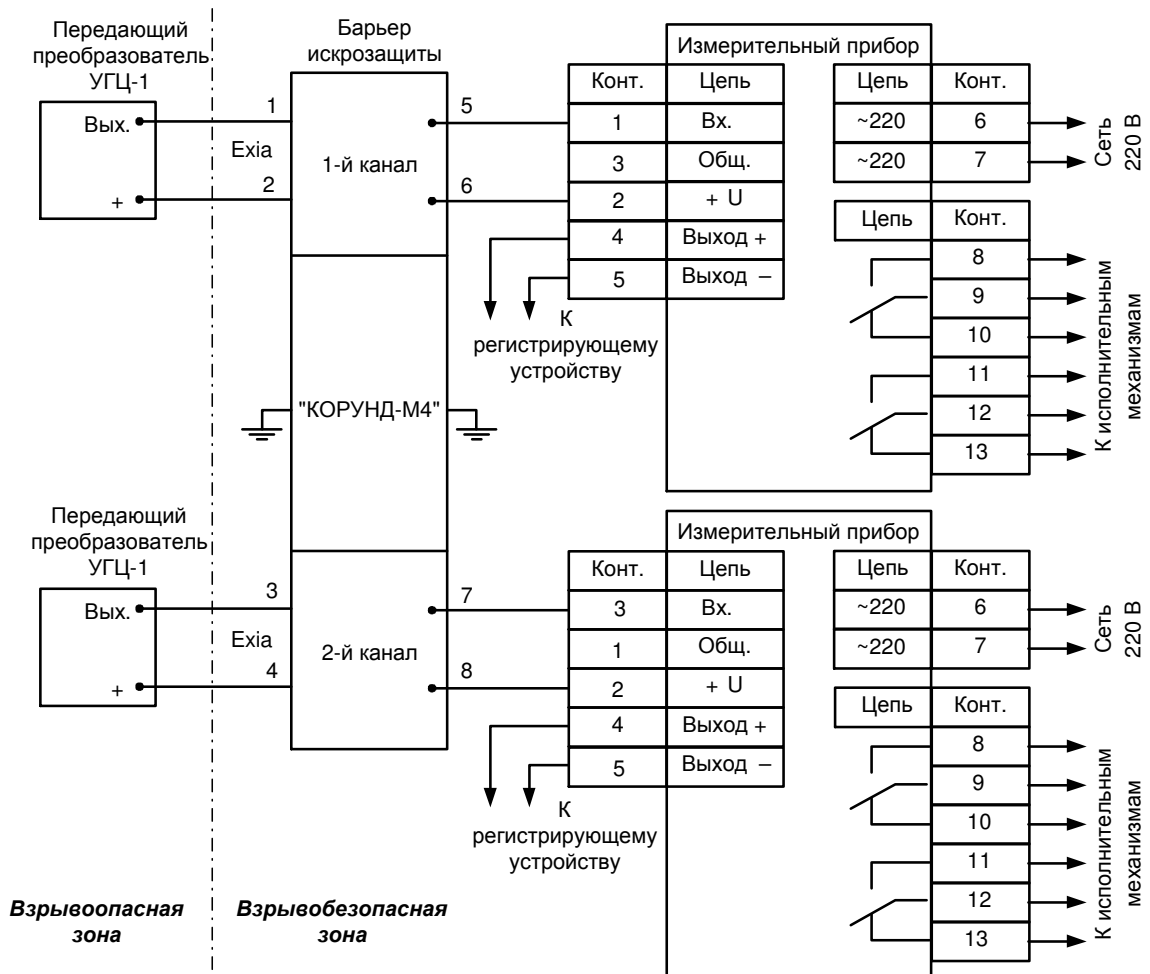 Передающий
преобразователь
УГЦ-1
Вых.
+
1
Exia
2
Барьер
искрозащиты
1-й канал
5
6
"КОРУНД-М4"
Измерительный прибор
Конт. Цепь
1 Вх.
3 Общ.
2 + U
4 Выход +
5 Выход –
К
регистрирующему
устройству
Цепь Конт.
~220 6
~220 7
Сеть
220 В
Цепь Конт.
8
9
10
11
12
13
К исполнительным
механизмам
Передающий
преобразователь
УГЦ-1
Вых.
+
3
Exia
4
2-й канал
7
8
Измерительный прибор
Конт. Цепь
3 Вх.
1 Общ.
2 + U
4 Выход +
5 Выход –
К
регистрирующему
устройству
Цепь Конт.
~220 6
~220 7
Сеть
220 В
Цепь Конт.
8
9
10
11
12
13
К исполнительным
механизмам
Взрывоопасная
зона
Взрывобезопасная
зона